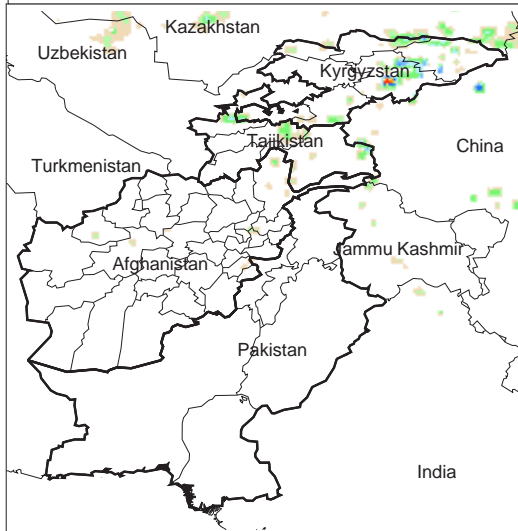 Kazakhstan
Uzbekistan
Kyrgyzstan
Tajikistan
China
Turkmenistan
Jammu Kashmir
Afghanistan
Pakistan
India